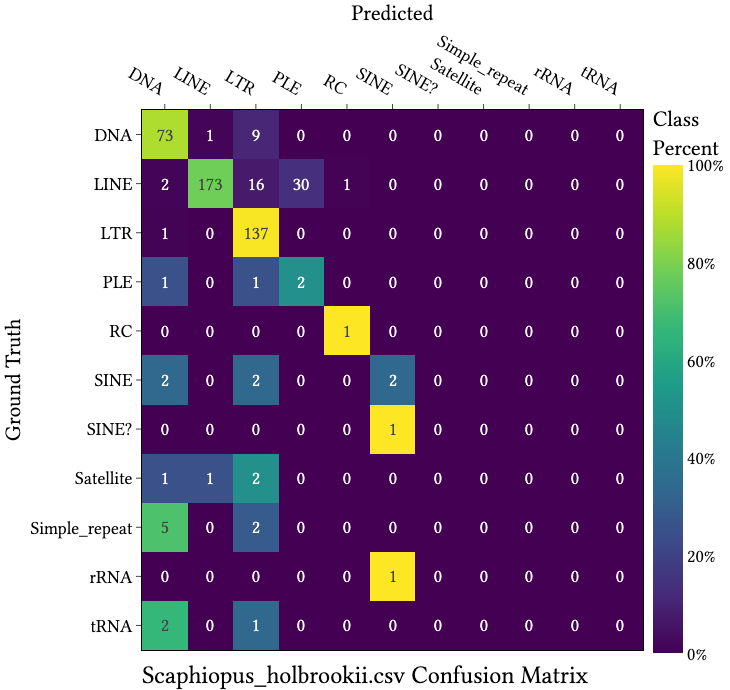 Predicted
DNA LINE LTR PLE RC SINE SINE? Satellite Simple_repeat rRNA tRNA
Class
Percent
Ground Truth
DNA 73 1 9 0 0 0 0 0 0 0 0
LINE 2 173 16 30 1 0 0 0 0 0 0
LTR 1 0 137 0 0 0 0 0 0 0 0
PLE 1 0 1 2 0 0 0 0 0 0 0
RC 0 0 0 0 1 0 0 0 0 0 0
SINE 2 0 2 0 0 2 0 0 0 0 0
SINE? 0 0 0 0 0 1 0 0 0 0 0
Satellite 1 1 2 0 0 0 0 0 0 0 0
Simple_repeat 5 0 2 0 0 0 0 0 0 0 0
rRNA 0 0 0 0 0 1 0 0 0 0 0
tRNA 2 0 1 0 0 0 0 0 0 0 0
100%
80%
60%
40%
20%
0%
Scaphiopus_holbrookii.csv Confusion Matrix